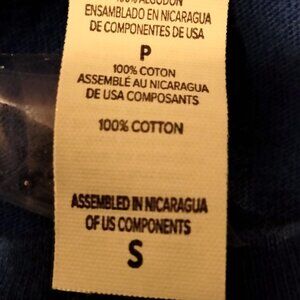 100% ALGODON
ENSAMBLADO EN NICARAGUA
DE COMPONENTES DE USA
P
100% COTON
ASSEMBLÉ AU NICARAGUA
DE USA COMPOSANTS
100% COTTON
ASSEMBLED IN NICARAGUA
OF US COMPONENTS
S